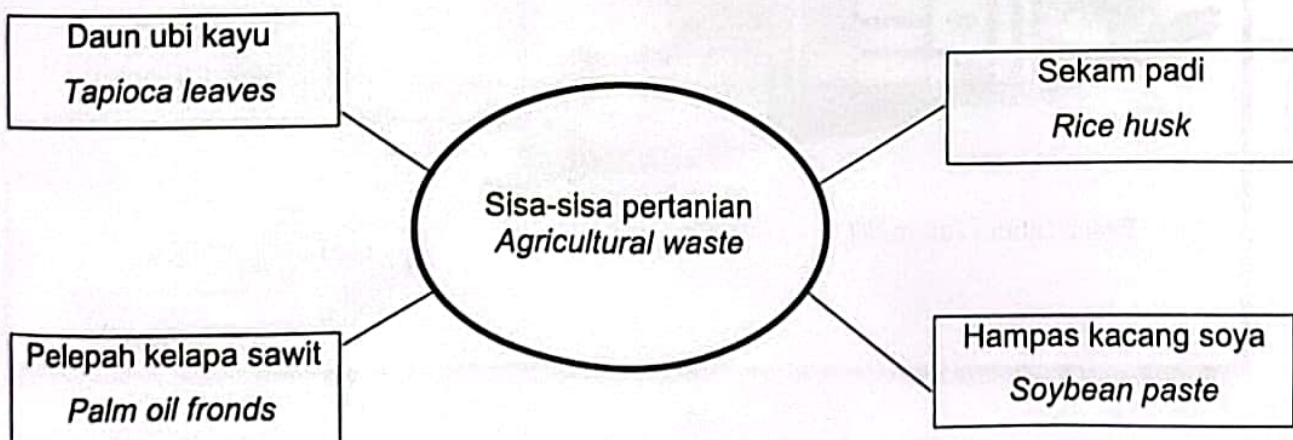 Daun ubi kayu
Tapioca leaves
Sekam padi
Rice husk
Sisa-sisa pertanian
Agricultural waste
Pelepah kelapa sawit
Palm oil fronds
Hampas kacang soya
Soybean paste